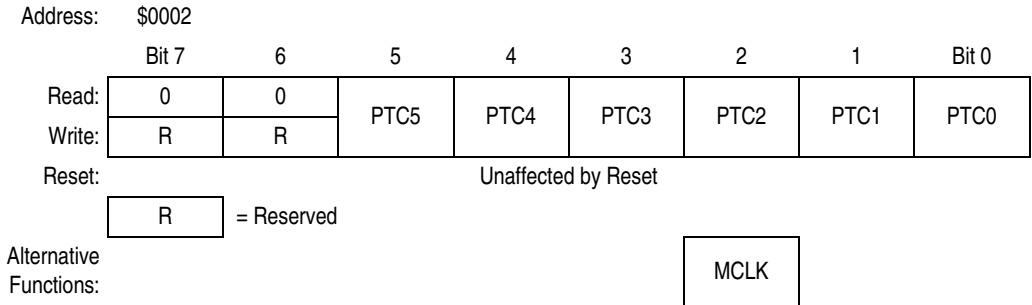 Address: $0002
Bit 7 6 5 4 3 2 1 Bit 0
Read: 0 0 PTC5 PTC4 PTC3 PTC2 PTC1 PTC0
Write: R R
Reset: Unaffected by Reset
R = Reserved
Alternative
Functions: MCLK